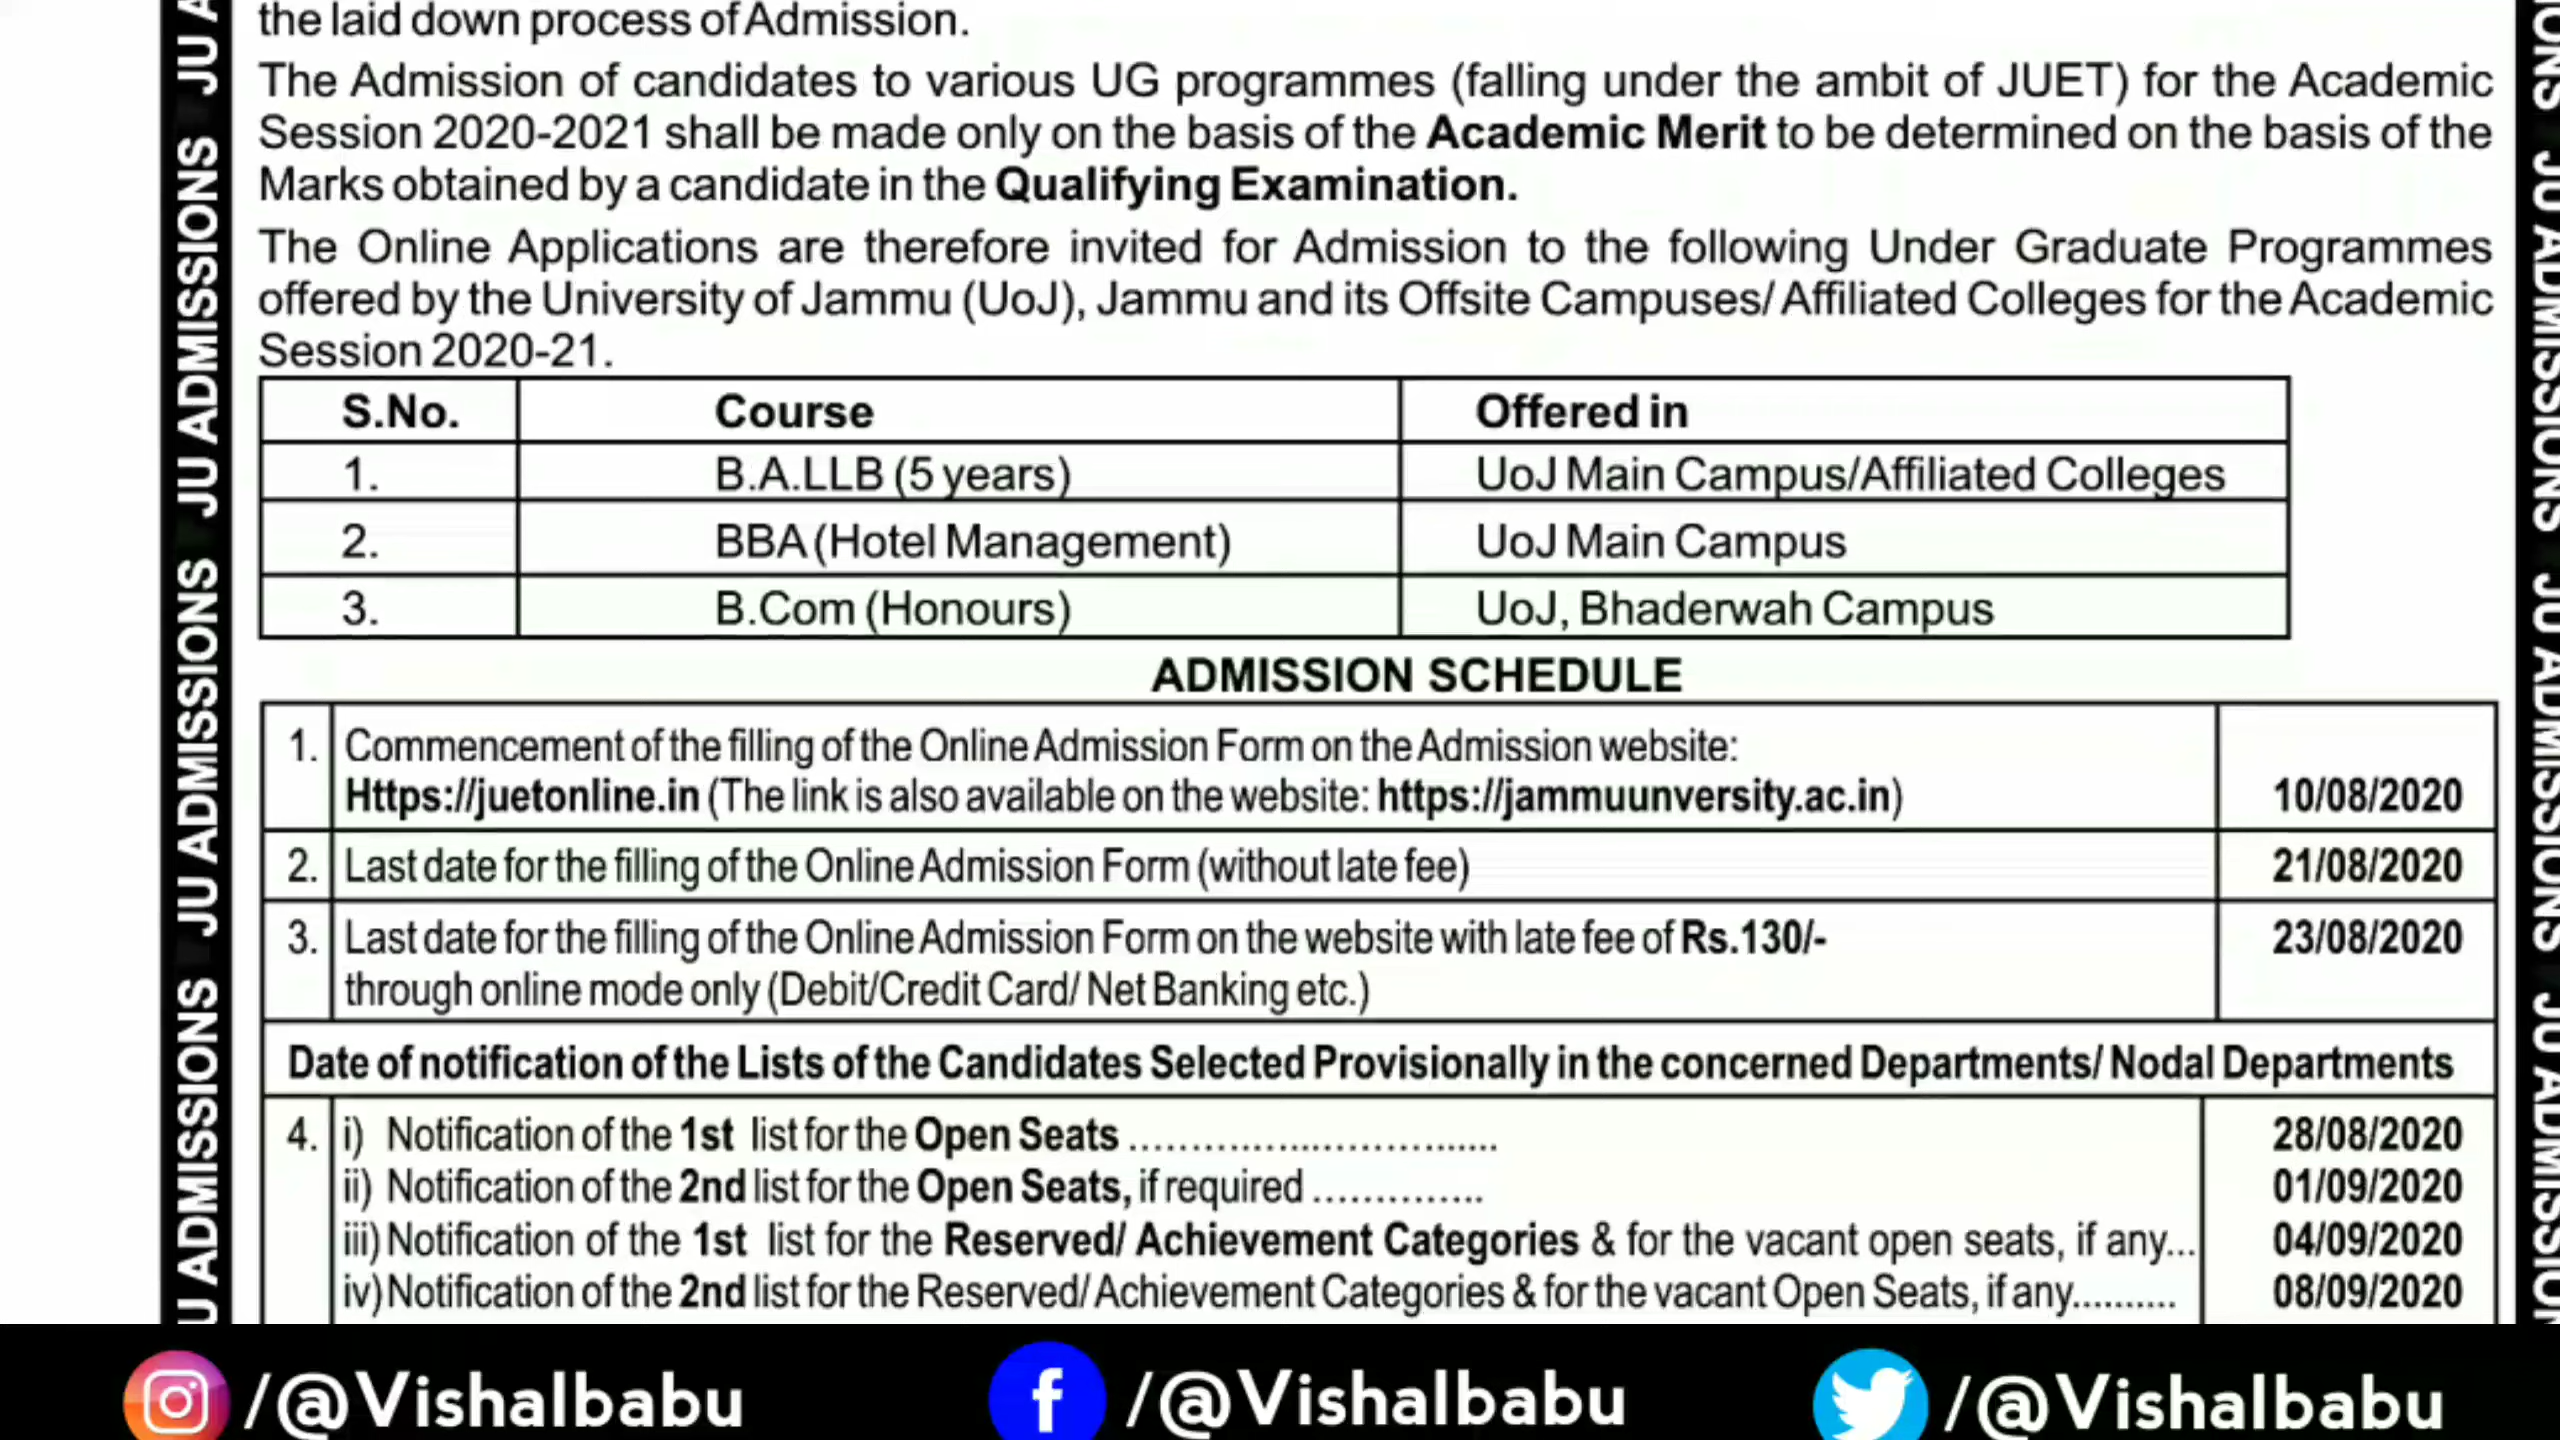 the laid down process of Admission.
The Admission of candidates to various UG programmes (falling under the ambit of JUET) for the Academic
Session 2020-2021 shall be made only on the basis of the Academic Merit to be determined on the basis of the
Marks obtained by a candidate in the Qualifying Examination.
The Online Applications are therefore invited for Admission to the following Under Graduate Programmes
offered by the University of Jammu (UoJ), Jammu and its Offsite Campuses/ Affiliated Colleges for the Academic
Session 2020-21.
S.No. Course Offered in
1. B.A.LLB (5 years) UoJ Main Campus/Affiliated Colleges
2. BBA (Hotel Management) UoJ Main Campus
3. B.Com (Honours) UoJ, Bhaderwah Campus
ADMISSION SCHEDULE
1. Commencement of the filling of the Online Admission Form on the Admission website:
Https://juetonline.in (The link is also available on the website: https://jammuunversity.ac.in) 10/08/2020
2. Last date for the filling of the Online Admission Form (without late fee) 21/08/2020
3. Last date for the filling of the Online Admission Form on the website with late fee of Rs.130/- 23/08/2020
through online mode only (Debit/Credit Card/ Net Banking etc.)
Date of notification of the Lists of the Candidates Selected Provisionally in the concerned Departments/ Nodal Departments
4. i) Notification of the 1st list for the Open Seats ................................ 28/08/2020
ii) Notification of the 2nd list for the Open Seats, if required .............. 01/09/2020
iii) Notification of the 1st list for the Reserved/ Achievement Categories & for the vacant open seats, if any... 04/09/2020
iv) Notification of the 2nd list for the Reserved/ Achievement Categories & for the vacant Open Seats, if any.......... 08/09/2020
JU ADMISSIONS JU ADMISSIONS JU ADMISSIONS
JU ADMISSIONS JU ADMISSIONS JU ADMISSIONS
/@Vishalbabu /@Vishalbabu /@Vishalbabu